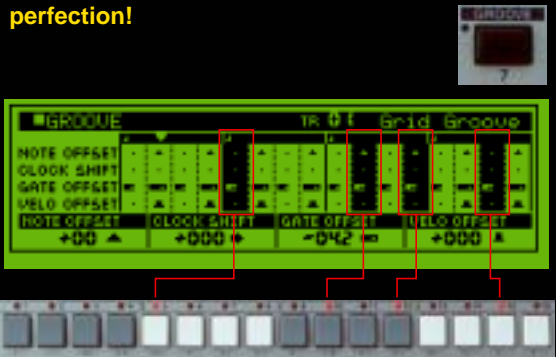 perfection!
GROOVE
7
GROOVE TR 01 Grid Groove
NOTE OFFSET
CLOCK SHIFT
GATE OFFSET
VELO OFFSET
NOTE OFFSET CLOCK SHIFT GATE OFFSET VELO OFFSET
+00 +000 -042 +000